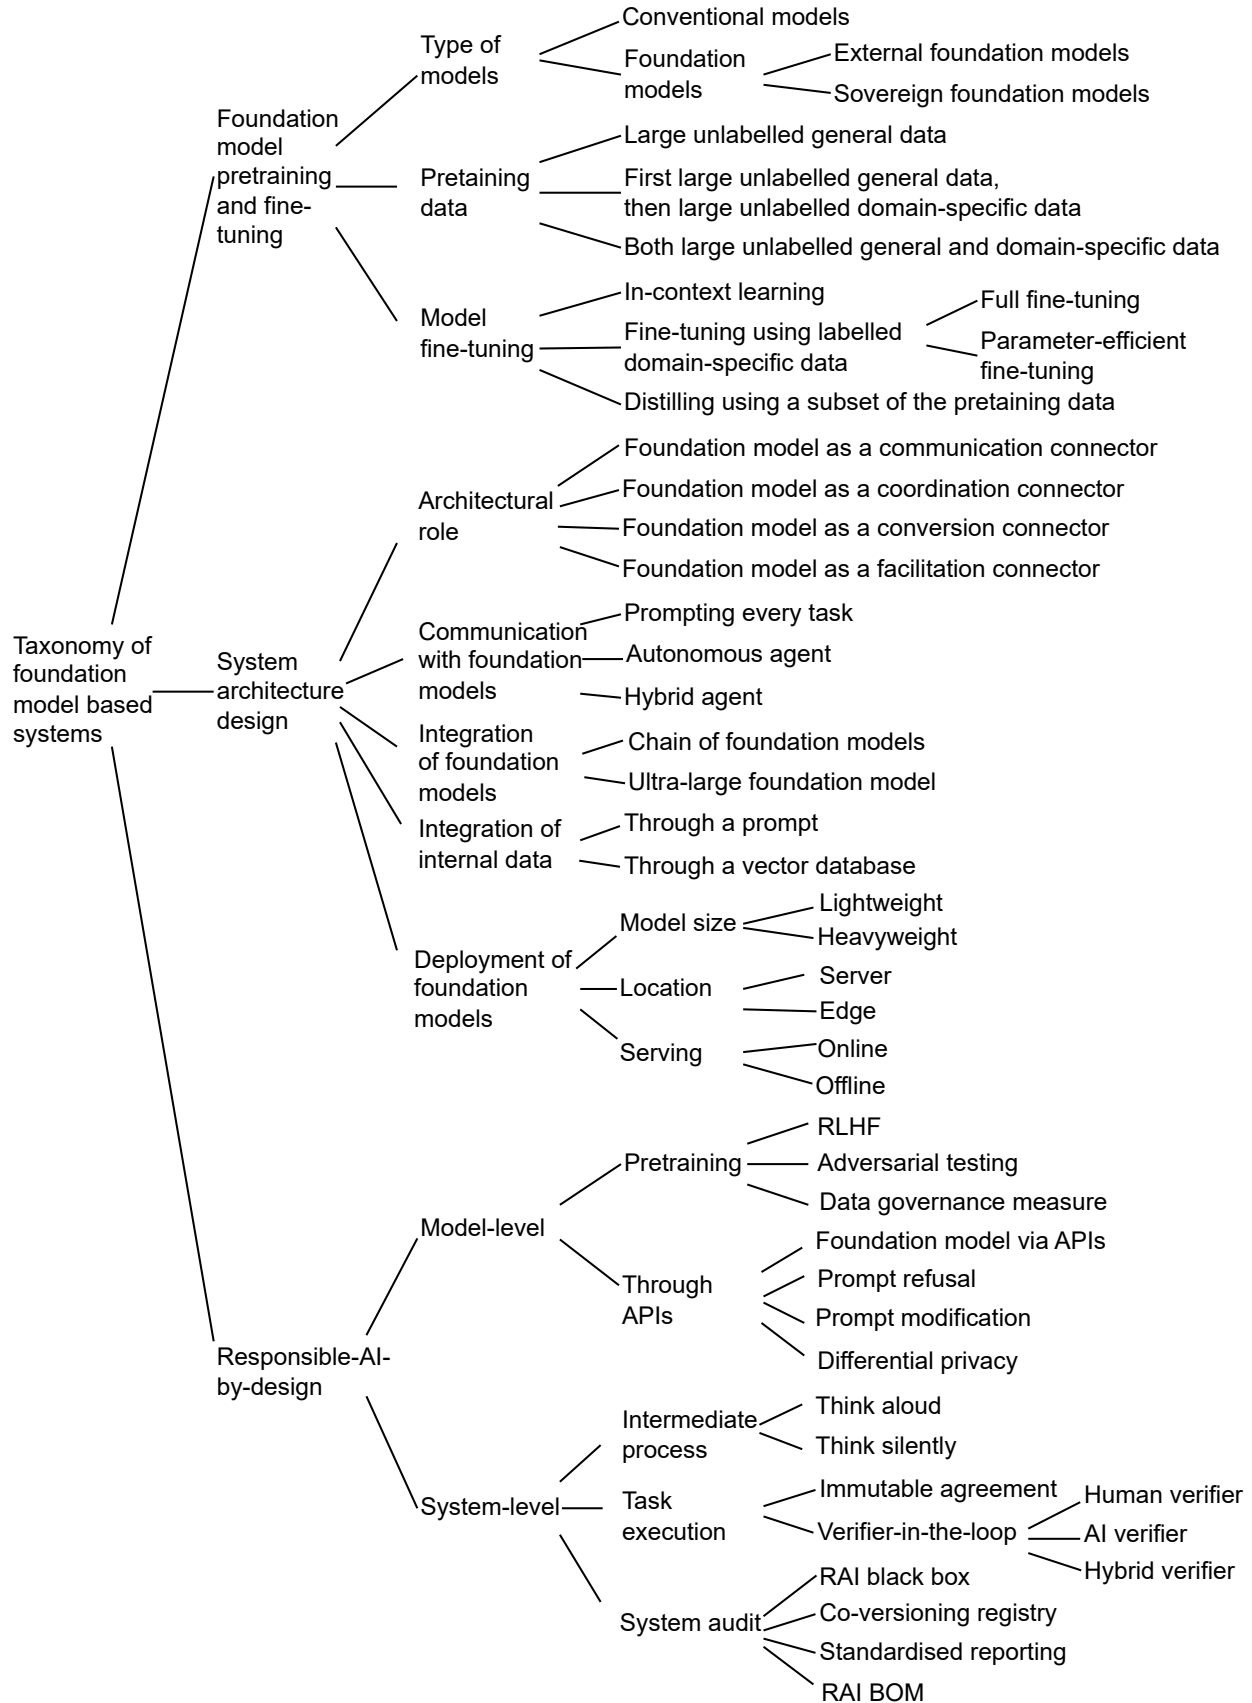 Taxonomy of
foundation
model based
systems
Foundation
model
pretraining
and fine-
tuning
Type of
models
Conventional models
Foundation
models
External foundation models
Sovereign foundation models
Pretaining
data
Large unlabelled general data
First large unlabelled general data,
then large unlabelled domain-specific data
Both large unlabelled general and domain-specific data
Model
fine-tuning
In-context learning
Fine-tuning using labelled
domain-specific data
Full fine-tuning
Parameter-efficient
fine-tuning
Distilling using a subset of the pretaining data
System
architecture
design
Architectural
role
Foundation model as a communication connector
Foundation model as a coordination connector
Foundation model as a conversion connector
Foundation model as a facilitation connector
Communication
with foundation
models
Prompting every task
Autonomous agent
Hybrid agent
Integration
of foundation
models
Chain of foundation models
Ultra-large foundation model
Integration of
internal data
Through a prompt
Through a vector database
Deployment of
foundation
models
Model size
Lightweight
Heavyweight
Location
Server
Edge
Serving
Online
Offline
Responsible-AI-
by-design
Model-level
Pretraining
RLHF
Adversarial testing
Data governance measure
Through
APIs
Foundation model via APIs
Prompt refusal
Prompt modification
Differential privacy
System-level
Intermediate
process
Think aloud
Think silently
Task
execution
Immutable agreement
Verifier-in-the-loop
Human verifier
AI verifier
Hybrid verifier
System audit
RAI black box
Co-versioning registry
Standardised reporting
RAI BOM